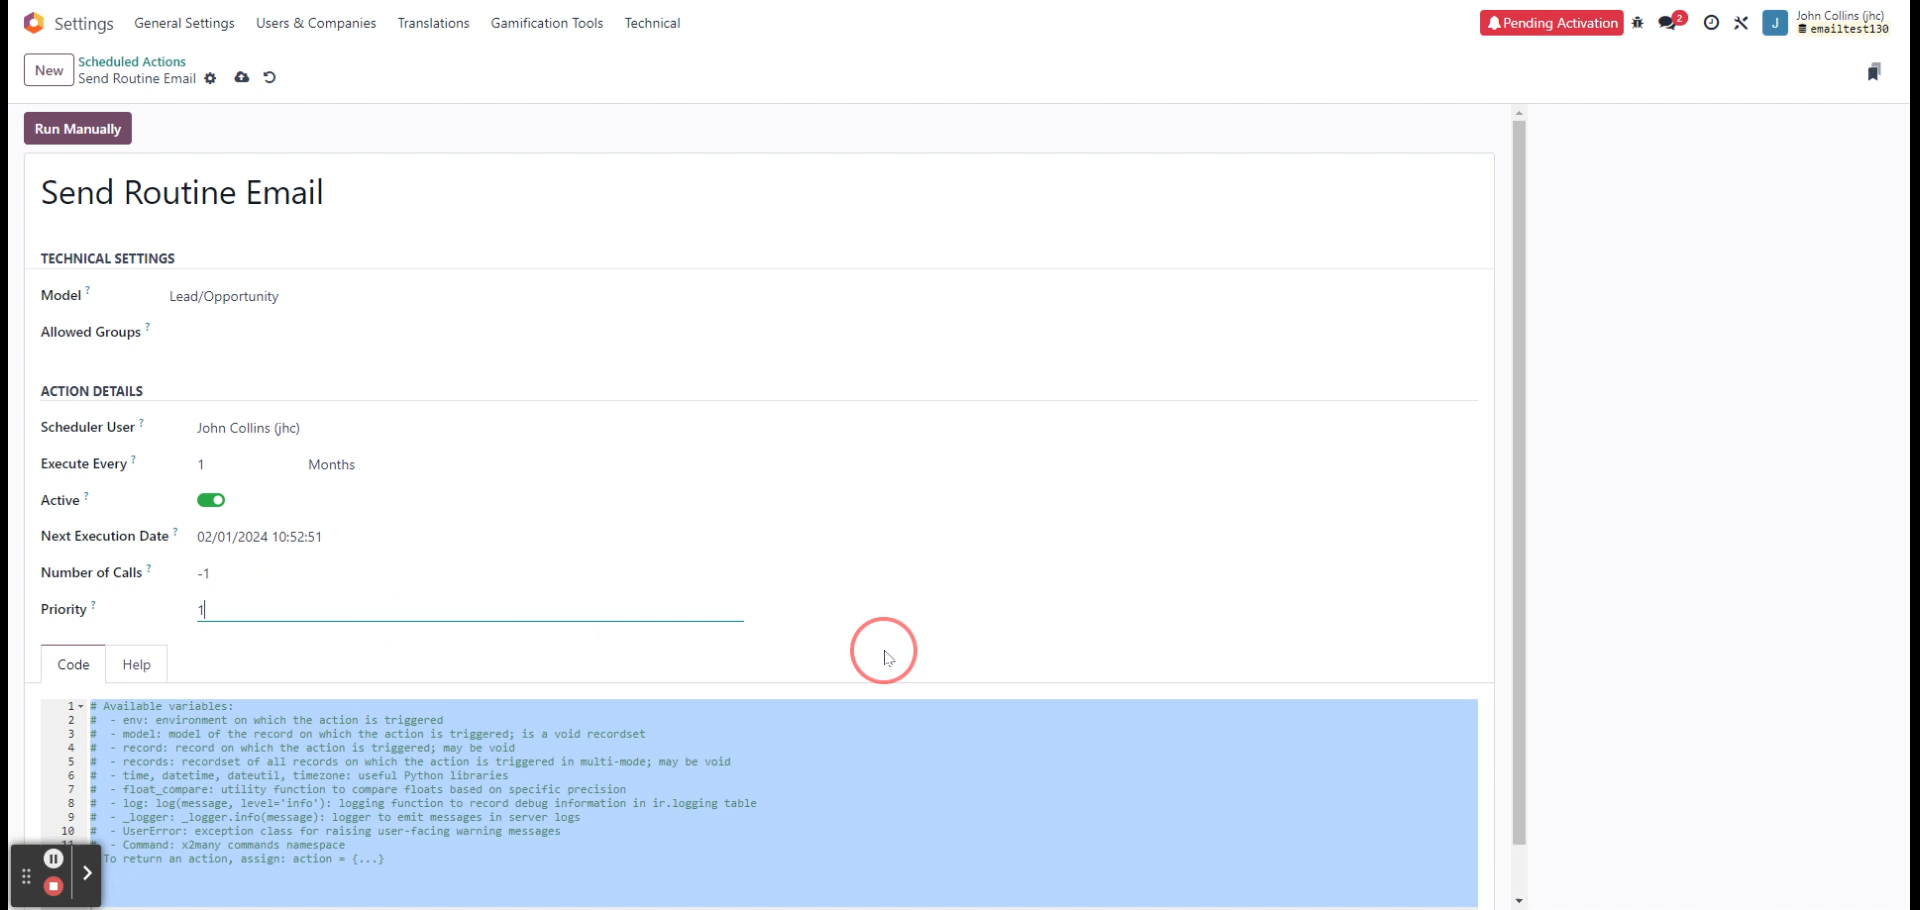 Settings General Settings Users & Companies Translations Gamification Tools Technical
Pending Activation 2 J John Collins (jhc)
emailtest130
New Scheduled Actions
Send Routine Email
Run Manually
Send Routine Email
TECHNICAL SETTINGS
Model ? Lead/Opportunity
Allowed Groups ?
ACTION DETAILS
Scheduler User ? John Collins (jhc)
Execute Every ? 1 Months
Active ?
Next Execution Date ? 02/01/2024 10:52:51
Number of Calls ? -1
Priority ? 1
Code Help
1 # Available variables:
2 # - env: environment on which the action is triggered
3 # - model: model of the record on which the action is triggered; is a void recordset
4 # - record: record on which the action is triggered; may be void
5 # - records: recordset of all records on which the action is triggered in multi-mode; may be void
6 # - time, datetime, dateutil, timezone: useful Python libraries
7 # - float_compare: utility function to compare floats based on specific precision
8 # - log: log(message, level='info'): logging function to record debug information in ir.logging table
9 # - _logger: _logger.info(message): logger to emit messages in server logs
10 # - UserError: exception class for raising user-facing warning messages
- Command: x2many commands namespace
To return an action, assign: action = {...}